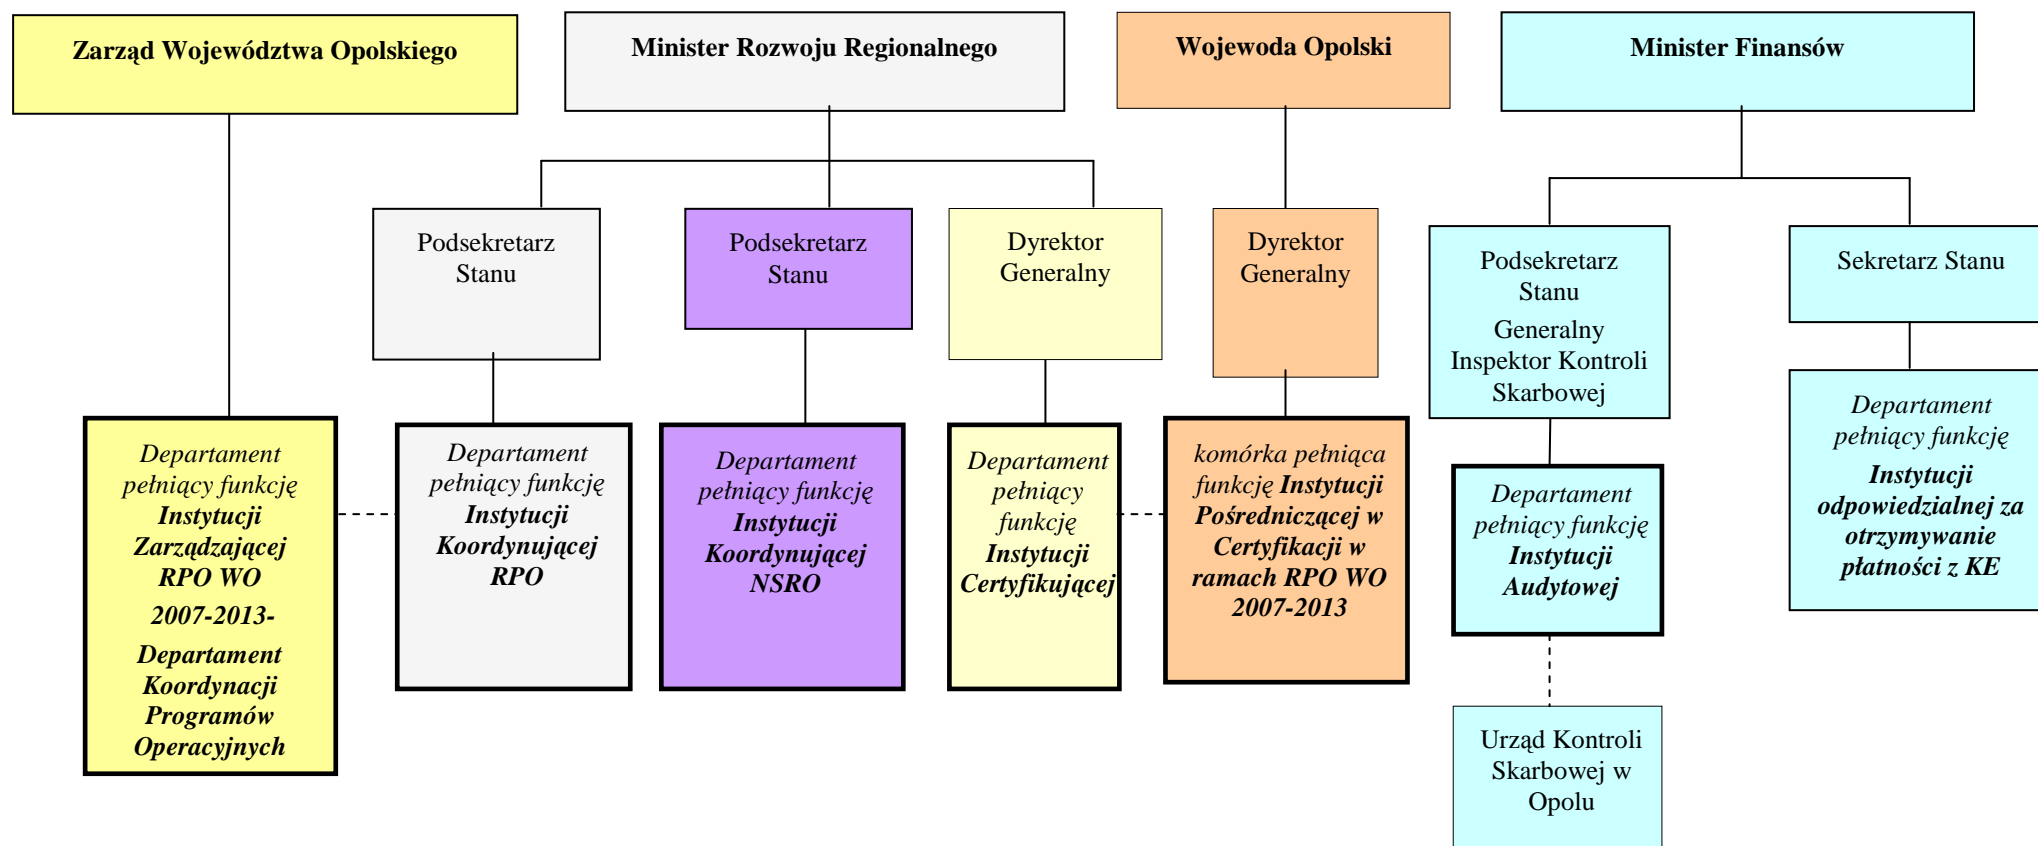 Zarząd Województwa Opolskiego
Minister Rozwoju Regionalnego
Wojewoda Opolski
Minister Finansów
Podsekretarz
Stanu
Podsekretarz
Stanu
Dyrektor
Generalny
Dyrektor
Generalny
Podsekretarz
Stanu
Generalny
Inspektor Kontroli
Skarbowej
Sekretarz Stanu
Departament
pełniący funkcję
Instytucji
Zarządzającej
RPO WO
2007-2013-
Departament
Koordynacji
Programów
Operacyjnych
Departament
pełniący funkcję
Instytucji
Koordynującej
RPO
Departament
pełniący funkcję
Instytucji
Koordynującej
NSRO
Departament
pełniący
funkcję
Instytucji
Certyfikującej
komórka pełniąca
funkcję Instytucji
Pośredniczącej w
Certyfikacji w
ramach RPO WO
2007-2013
Departament
pełniący funkcję
Instytucji
Audytowej
Departament
pełniący funkcję
Instytucji
odpowiedzialnej za
otrzymywanie
płatności z KE
Urząd Kontroli
Skarbowej w
Opolu